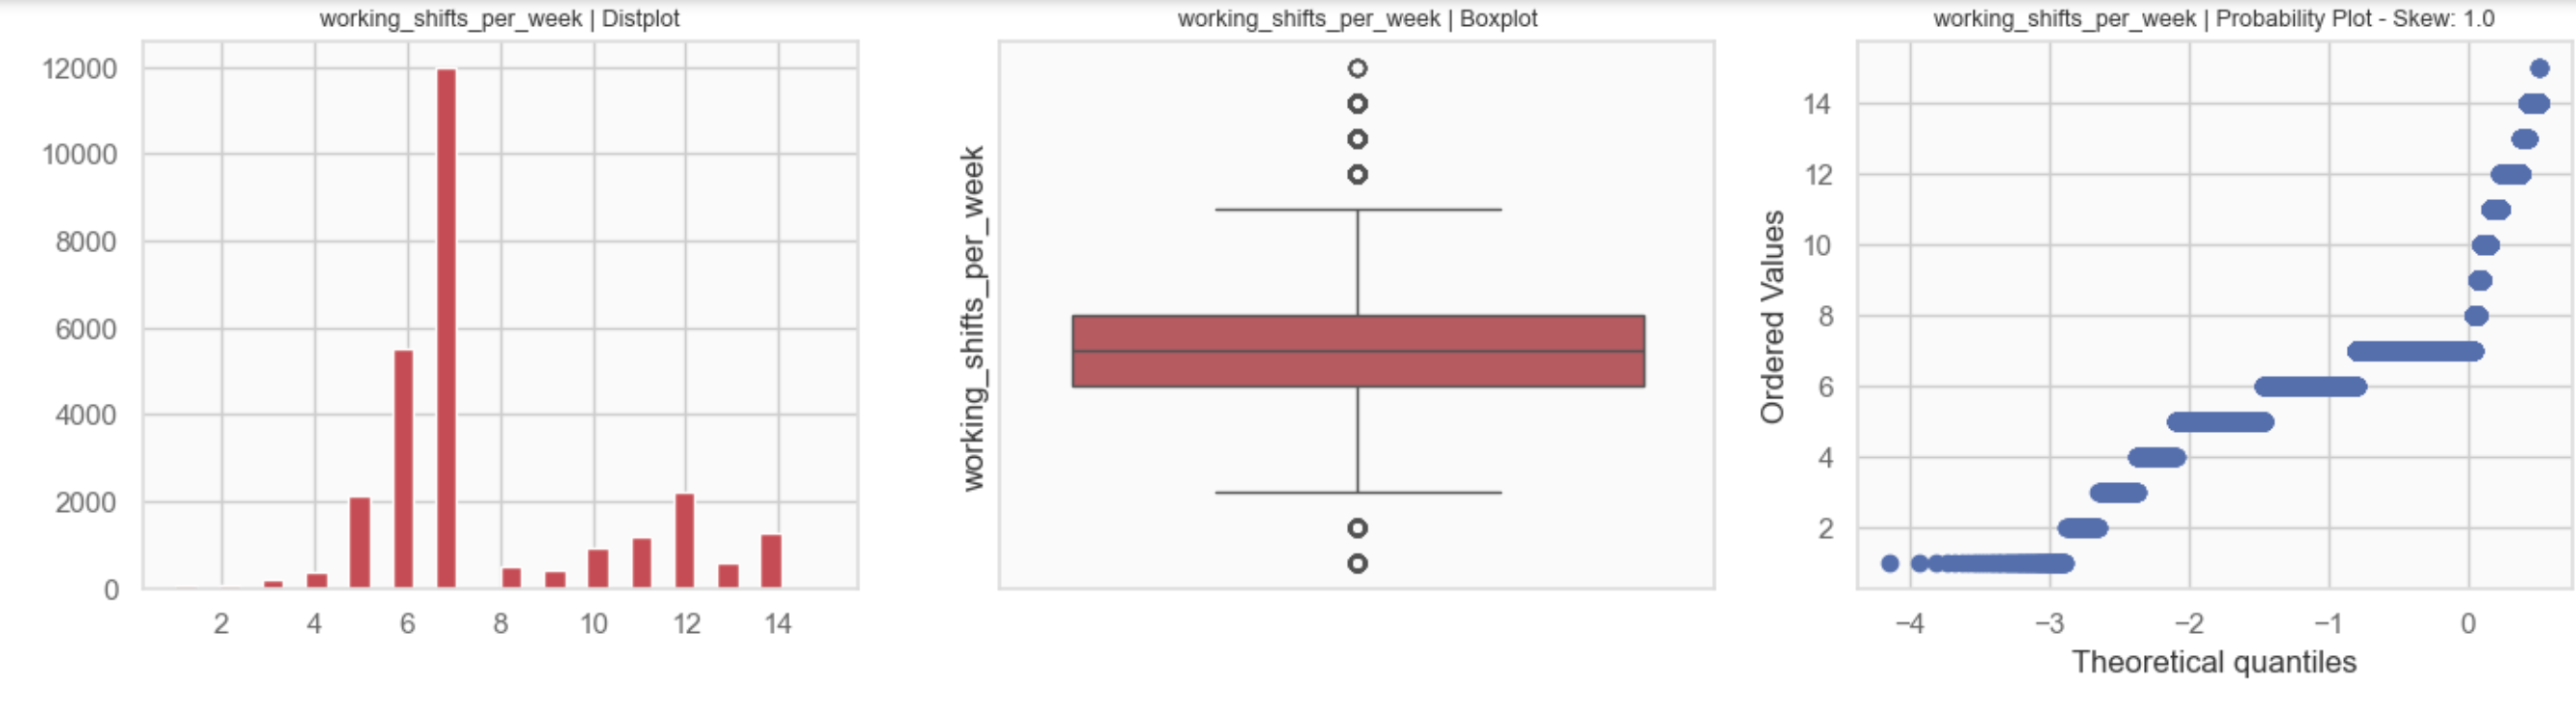 working_shifts_per_week | Distplot
12000
10000
8000
6000
4000
2000
0
2 4 6 8 10 12 14
working_shifts_per_week | Boxplot
working_shifts_per_week
working_shifts_per_week | Probability Plot - Skew: 1.0
Ordered Values
14
12
10
8
6
4
2
−4 −3 −2 −1 0
Theoretical quantiles